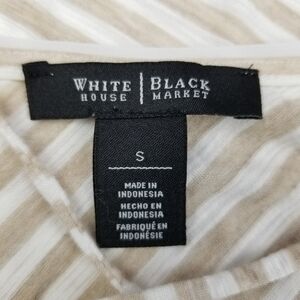 WHITE | BLACK
HOUSE | MARKET
S
MADE IN
INDONESIA
HECHO EN
INDONESIA
FABRIQUÉ EN
INDONÉSIE